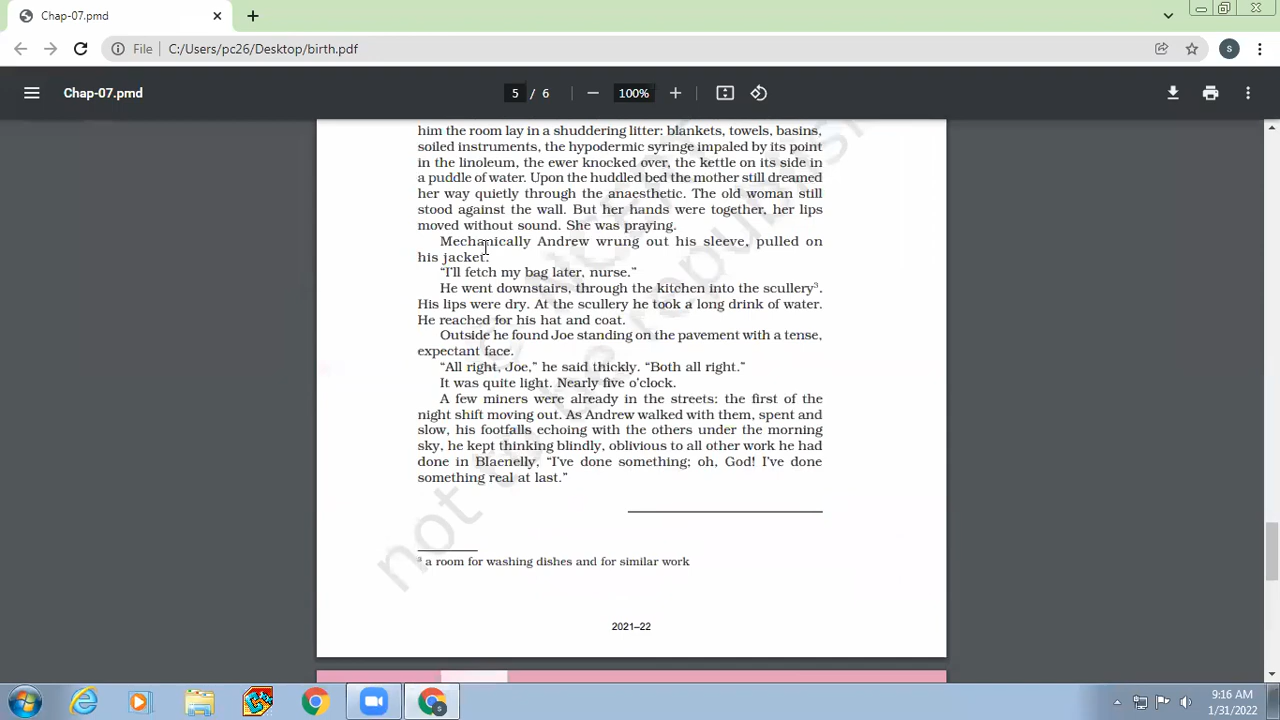 Chap-07.pmd
File
C:/Users/pc26/Desktop/birth.pdf
S
Chap-07.pmd
5 / 6
100%
him the room lay in a shuddering litter: blankets, towels, basins,
soiled instruments, the hypodermic syringe impaled by its point
in the linoleum, the ewer knocked over, the kettle on its side in
a puddle of water. Upon the huddled bed the mother still dreamed
her way quietly through the anaesthetic. The old woman still
stood against the wall. But her hands were together, her lips
moved without sound. She was praying.
Mechanically Andrew wrung out his sleeve, pulled on
his jacket.
“I’ll fetch my bag later, nurse.”
He went downstairs, through the kitchen into the scullery³.
His lips were dry. At the scullery he took a long drink of water.
He reached for his hat and coat.
Outside he found Joe standing on the pavement with a tense,
expectant face.
“All right, Joe,” he said thickly. “Both all right.”
It was quite light. Nearly five o’clock.
A few miners were already in the streets: the first of the
night shift moving out. As Andrew walked with them, spent and
slow, his footfalls echoing with the others under the morning
sky, he kept thinking blindly, oblivious to all other work he had
done in Blaenelly, “I’ve done something; oh, God! I’ve done
something real at last.”
³ a room for washing dishes and for similar work
2021–22
not to be republish
9:16 AM
1/31/2022